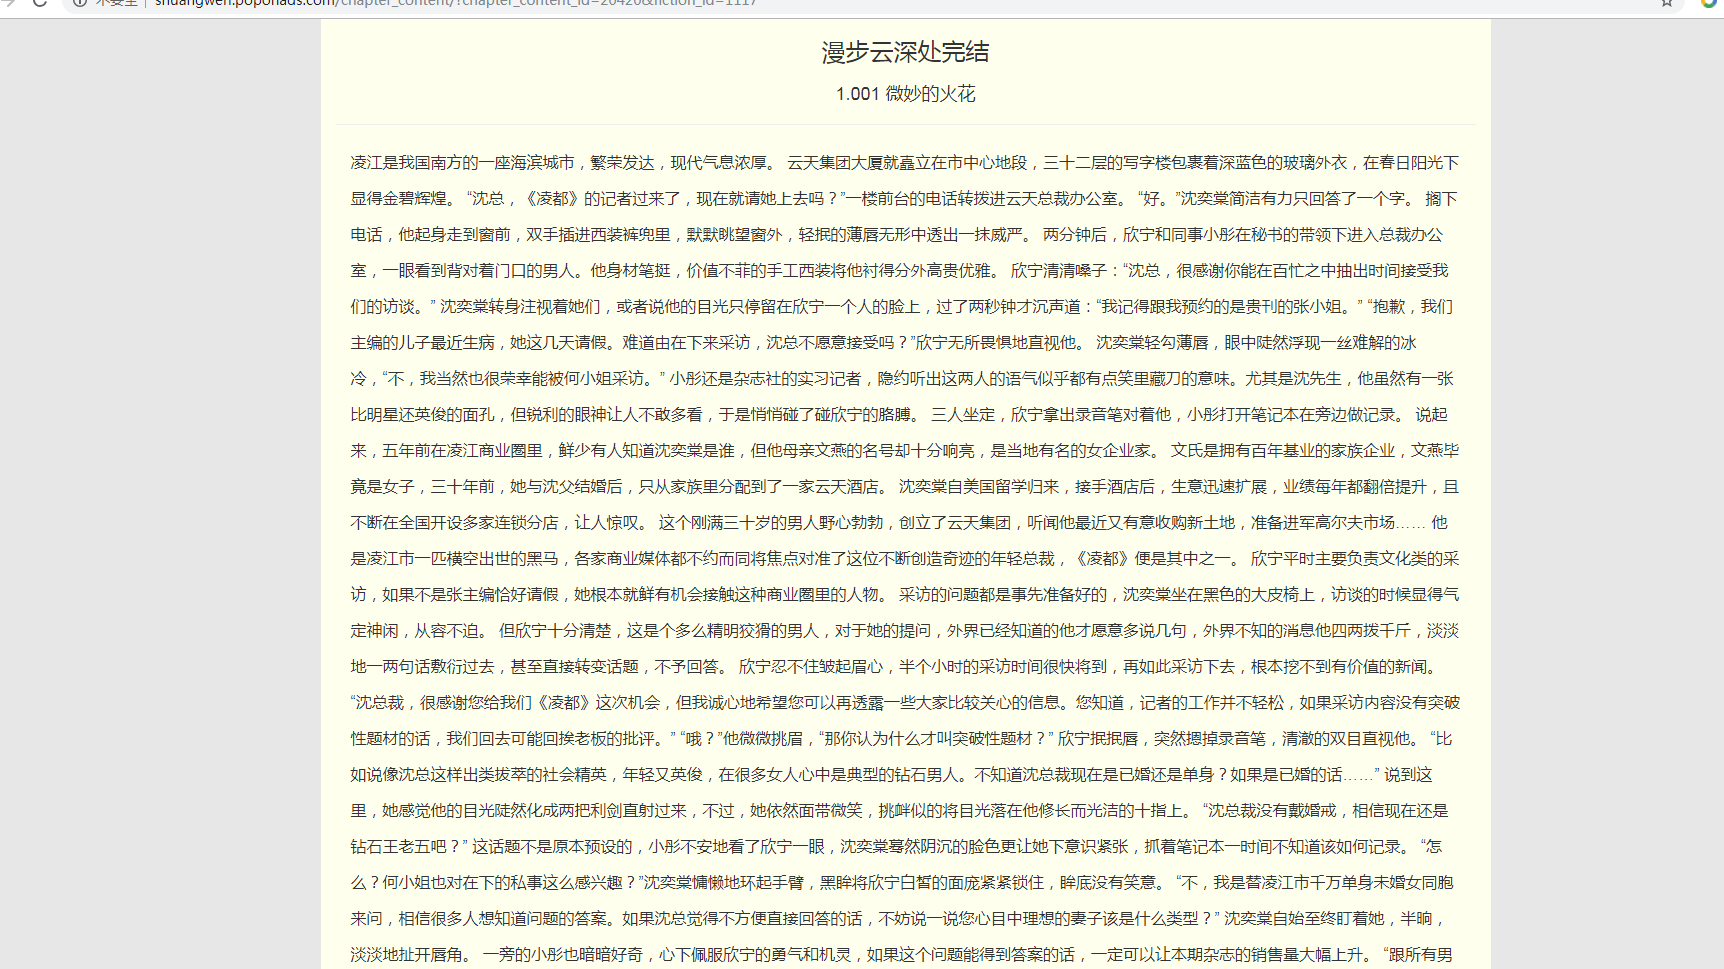 不安全 | shuangwen.popohads.com/chapter_content/?chapter_content_id=20420&fiction_id=1117
漫步云深处完结
1.001 微妙的火花
凌江是我国南方的一座海滨城市，繁荣发达，现代气息浓厚。 云天集团大厦就矗立在市中心地段，三十二层的写字楼包裹着深蓝色的玻璃外衣，在春日阳光下
显得金碧辉煌。 “沈总，《凌都》的记者过来了，现在就请她上去吗？”一楼前台的电话转拨进云天总裁办公室。 “好。”沈奕棠简洁有力只回答了一个字。 搁下
电话，他起身走到窗前，双手插进西装裤兜里，默默眺望窗外，轻抿的薄唇无形中透出一抹威严。 两分钟后，欣宁和同事小彤在秘书的带领下进入总裁办公
室，一眼看到背对着门口的男人。他身材笔挺，价值不菲的手工西装将他衬得分外高贵优雅。 欣宁清清嗓子：“沈总，很感谢你能在百忙之中抽出时间接受我
们的访谈。” 沈奕棠转身注视着她们，或者说他的目光只停留在欣宁一个人的脸上，过了两秒钟才沉声道：“我记得跟我预约的是贵刊的张小姐。” “抱歉，我们
主编的儿子最近生病，她这几天请假。难道由在下来采访，沈总不愿意接受吗？”欣宁无所畏惧地直视他。 沈奕棠轻勾薄唇，眼中陡然浮现一丝难解的冰
冷，“不，我当然也很荣幸能被何小姐采访。” 小彤还是杂志社的实习记者，隐约听出这两人的语气似乎都有点笑里藏刀的意味。尤其是沈先生，他虽然有一张
比明星还英俊的面孔，但锐利的眼神让人不敢多看，于是悄悄碰了碰欣宁的胳膊。 三人坐定，欣宁拿出录音笔对着他，小彤打开笔记本在旁边做记录。 说起
来，五年前在凌江商业圈里，鲜少有人知道沈奕棠是谁，但他母亲文燕的名号却十分响亮，是当地有名的女企业家。 文氏是拥有百年基业的家族企业，文燕毕
竟是女子，三十年前，她与沈父结婚后，只从家族里分配到了一家云天酒店。 沈奕棠自美国留学归来，接手酒店后，生意迅速扩展，业绩每年都翻倍提升，且
不断在全国开设多家连锁分店，让人惊叹。 这个刚满三十岁的男人野心勃勃，创立了云天集团，听闻他最近又有意收购新土地，准备进军高尔夫市场…… 他
是凌江市一匹横空出世的黑马，各家商业媒体都不约而同将焦点对准了这位不断创造奇迹的年轻总裁，《凌都》便是其中之一。 欣宁平时主要负责文化类的采
访，如果不是张主编恰好请假，她根本就鲜有机会接触这种商业圈里的人物。 采访的问题都是事先准备好的，沈奕棠坐在黑色的大皮椅上，访谈的时候显得气
定神闲，从容不迫。 但欣宁十分清楚，这是个多么精明狡猾的男人，对于她的提问，外界已经知道的他才愿意多说几句，外界不知的消息他四两拨千斤，淡淡
地一两句话敷衍过去，甚至直接转变话题，不予回答。 欣宁忍不住皱起眉心，半个小时的采访时间很快将到，再如此采访下去，根本挖不到有价值的新闻。
“沈总裁，很感谢您给我们《凌都》这次机会，但我诚心地希望您可以再透露一些大家比较关心的信息。您知道，记者的工作并不轻松，如果采访内容没有突破
性题材的话，我们回去可能回挨老板的批评。” “哦？”他微微挑眉，“那你认为什么才叫突破性题材？” 欣宁抿抿唇，突然摁掉录音笔，清澈的双目直视他。 “比
如说像沈总这样出类拔萃的社会精英，年轻又英俊，在很多女人心中是典型的钻石男人。不知道沈总裁现在是已婚还是单身？如果是已婚的话……” 说到这
里，她感觉他的目光陡然化成两把利剑直射过来，不过，她依然面带微笑，挑衅似的将目光落在他修长而光洁的十指上。 “沈总裁没有戴婚戒，相信现在还是
钻石王老五吧？” 这话题不是原本预设的，小彤不安地看了欣宁一眼，沈奕棠蓦然阴沉的脸色更让她下意识紧张，抓着笔记本一时间不知道该如何记录。 “怎
么？何小姐也对在下的私事这么感兴趣？”沈奕棠慵懒地环起手臂，黑眸将欣宁白皙的面庞紧紧锁住，眸底没有笑意。 “不，我是替凌江市千万单身未婚女同胞
来问，相信很多人想知道问题的答案。如果沈总觉得不方便直接回答的话，不妨说一说您心目中理想的妻子该是什么类型？” 沈奕棠自始至终盯着她，半晌，
淡淡地扯开唇角。 一旁的小彤也暗暗好奇，心下佩服欣宁的勇气和机灵，如果这个问题能得到答案的话，一定可以让本期杂志的销售量大幅上升。 “跟所有男